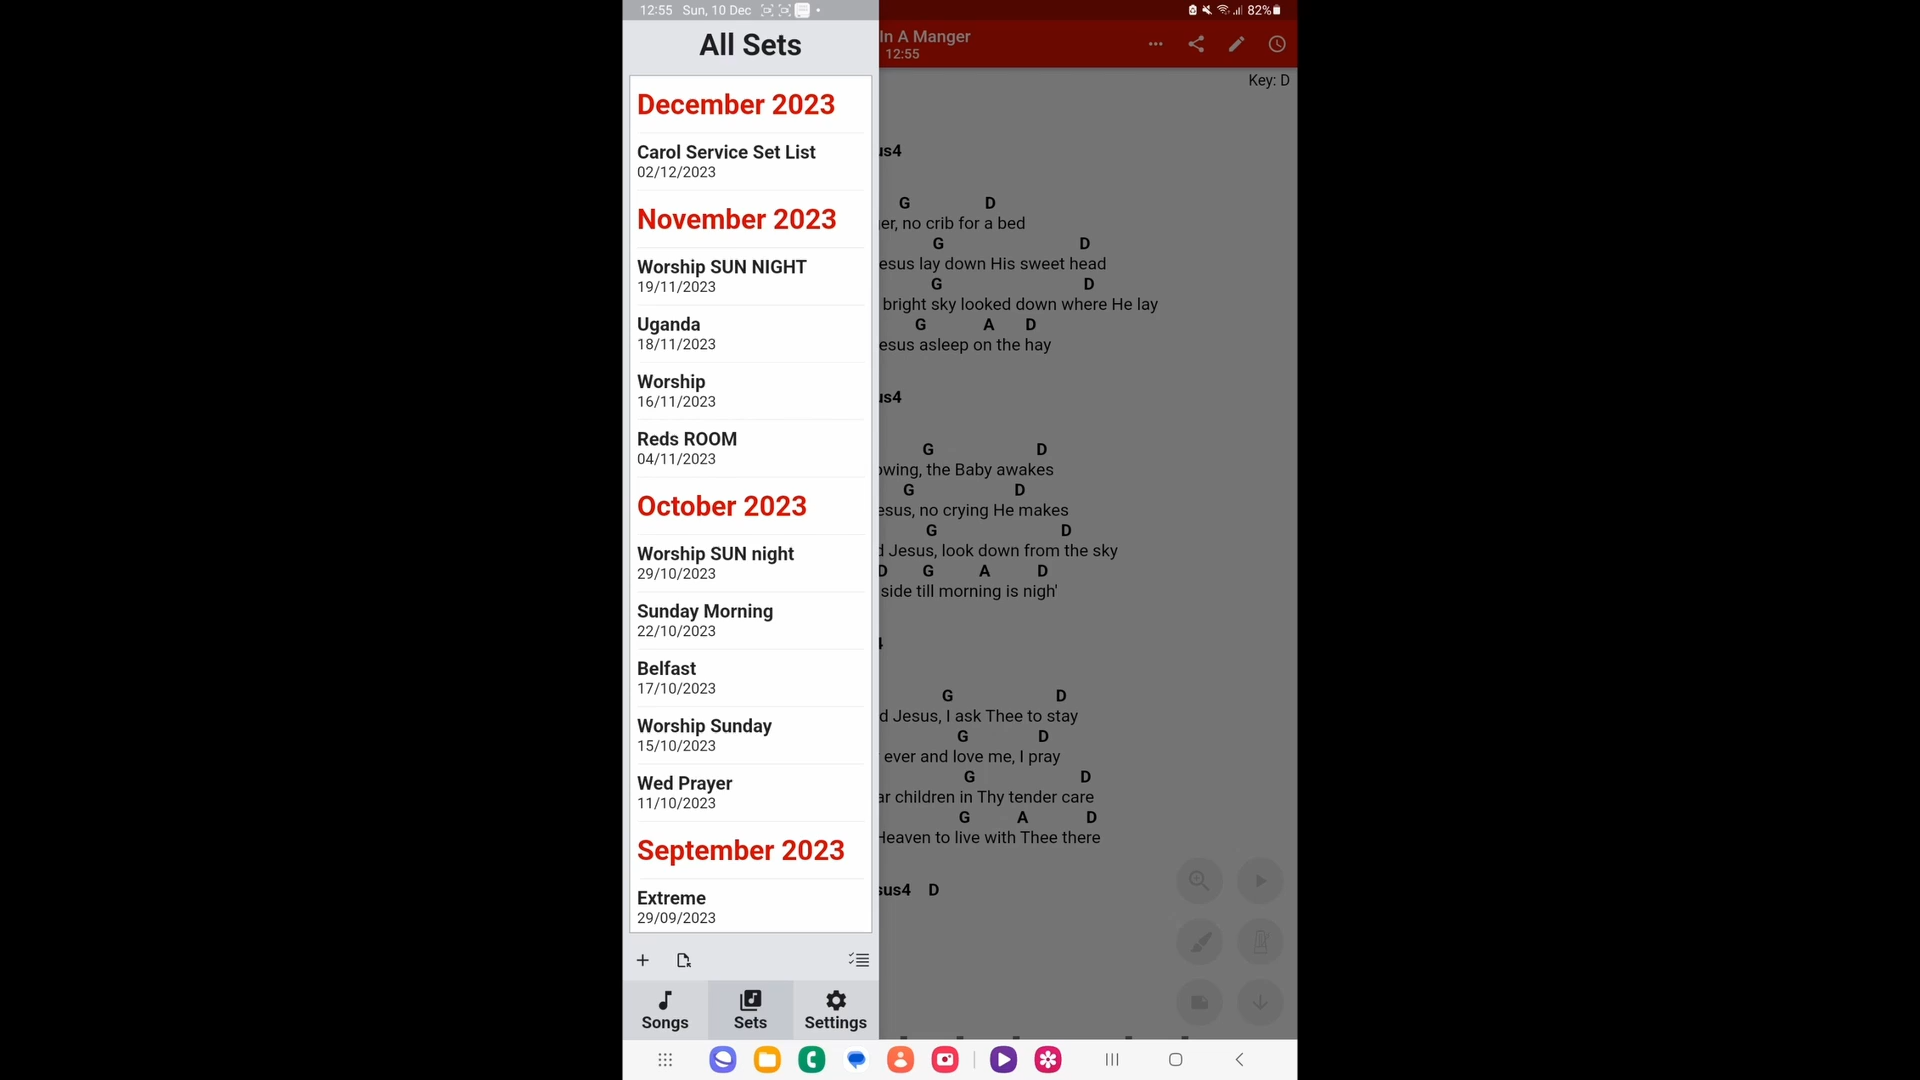 12:55 Sun, 10 Dec
82%
All Sets
December 2023
Carol Service Set List
02/12/2023
November 2023
Worship SUN NIGHT
19/11/2023
Uganda
18/11/2023
Worship
16/11/2023
Reds ROOM
04/11/2023
October 2023
Worship SUN night
29/10/2023
Sunday Morning
22/10/2023
Belfast
17/10/2023
Worship Sunday
15/10/2023
Wed Prayer
11/10/2023
September 2023
Extreme
29/09/2023
Songs
Sets
Settings
In A Manger
12:55
Key: D
us4
G D
er, no crib for a bed
G D
esus lay down His sweet head
G D
bright sky looked down where He lay
G A D
esus asleep on the hay
us4
G D
owing, the Baby awakes
G D
esus, no crying He makes
G D
d Jesus, look down from the sky
D G A D
side till morning is nigh'
4
G D
d Jesus, I ask Thee to stay
G D
ever and love me, I pray
G D
ar children in Thy tender care
G A D
Heaven to live with Thee there
sus4 D